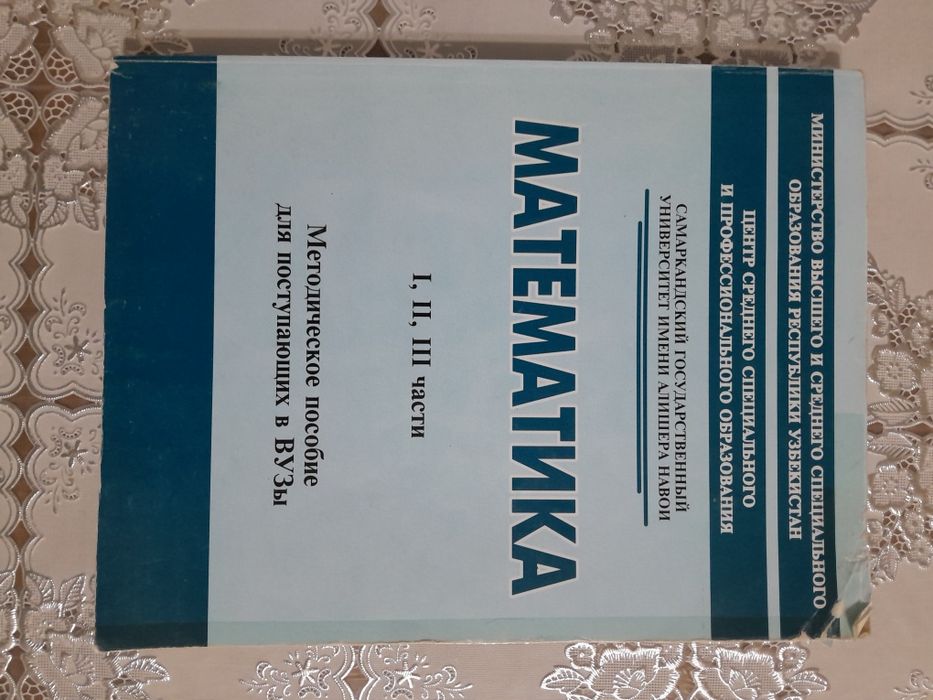 МИНИСТЕРСТВО ВЫСШЕГО И СРЕДНЕГО СПЕЦИАЛЬНОГО
ОБРАЗОВАНИЯ РЕСПУБЛИКИ УЗБЕКИСТАН
ЦЕНТР СРЕДНЕГО СПЕЦИАЛЬНОГО
И ПРОФЕССИОНАЛЬНОГО ОБРАЗОВАНИЯ
САМАРКАНДСКИЙ ГОСУДАРСТВЕННЫЙ
УНИВЕРСИТЕТ ИМЕНИ АЛИШЕРА НАВОИ
МАТЕМАТИКА
I, II, III части
Методическое пособие
для поступающих в ВУЗы